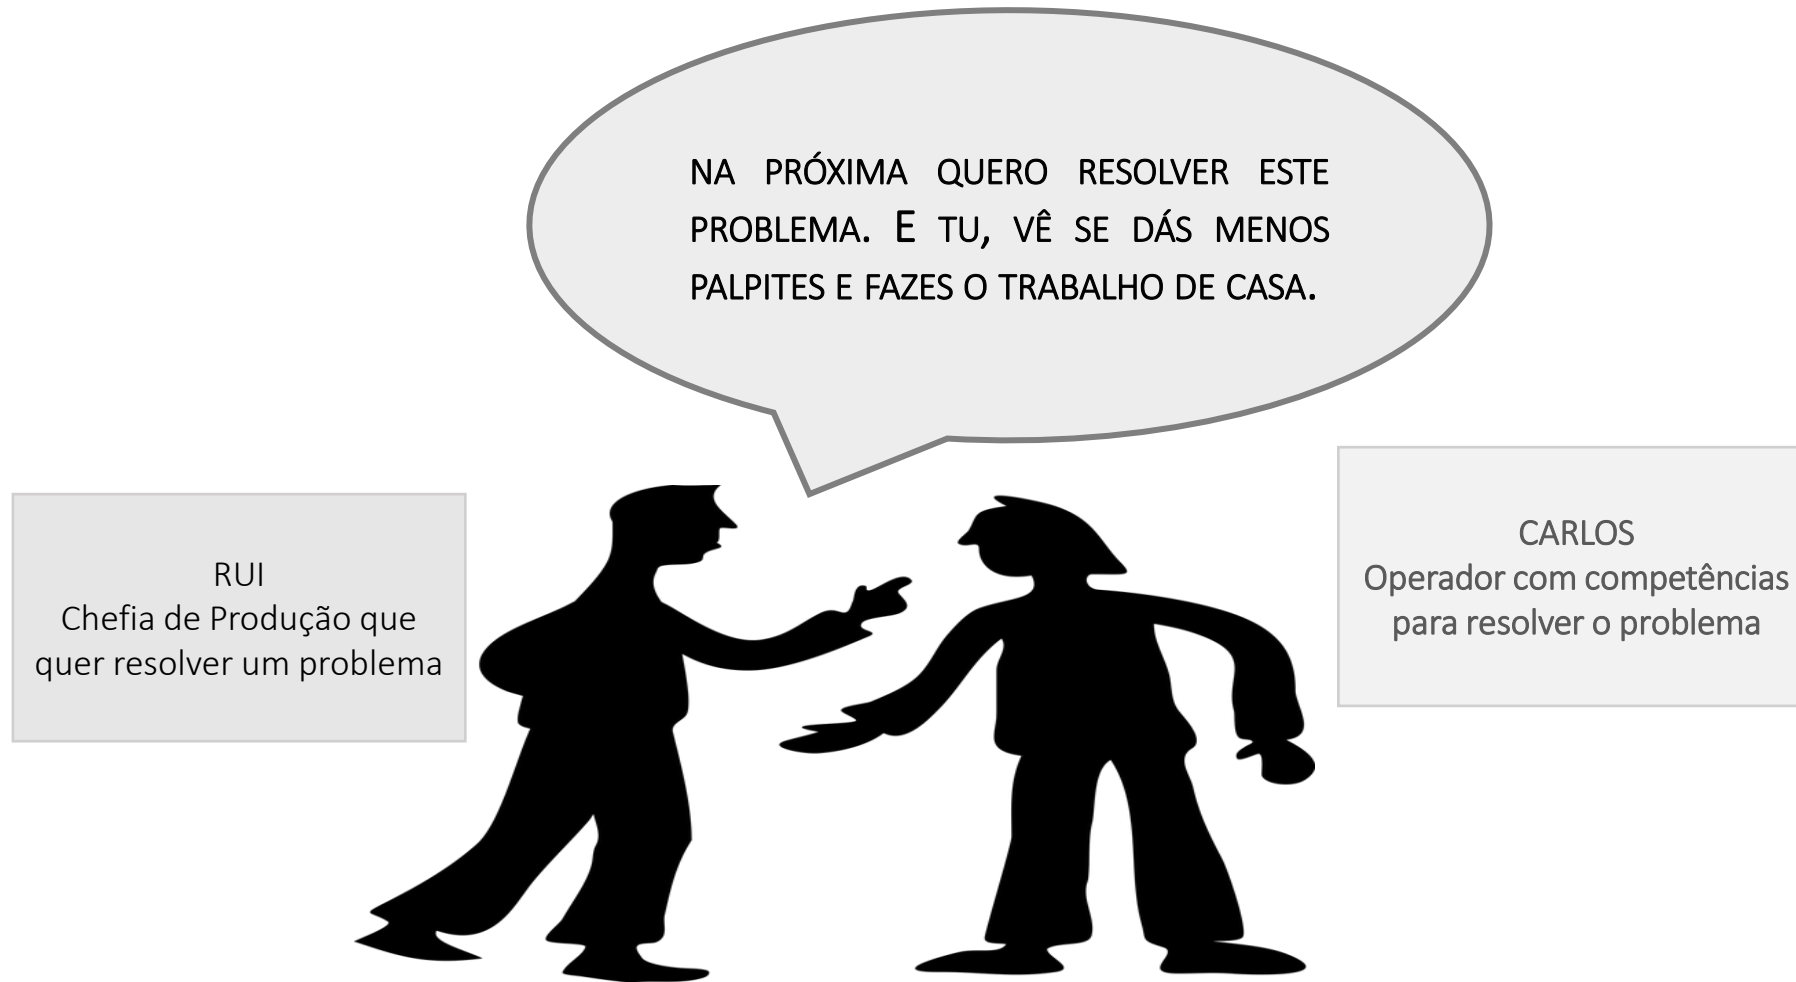 NA PRÓXIMA QUERO RESOLVER ESTE
PROBLEMA. E TU, VÊ SE DÁS MENOS
PALPITES E FAZES O TRABALHO DE CASA.
RUI
Chefia de Produção que
quer resolver um problema
CARLOS
Operador com competências
para resolver o problema